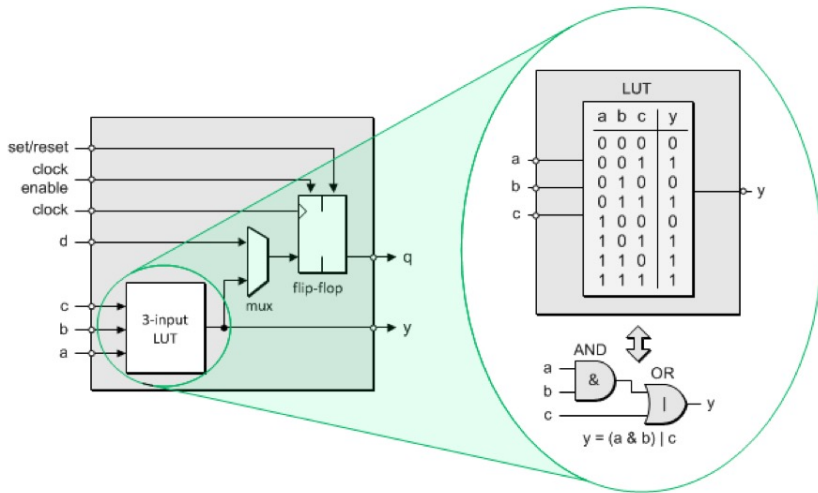 set/reset
clock
enable
clock
d
c
b
a
3-input
LUT
mux
flip-flop
q
y
LUT
a b c y
0 0 0 0
0 0 1 1
0 1 0 0
0 1 1 1
1 0 0 0
1 0 1 1
1 1 0 1
1 1 1 1
a
b
c
y
AND
a
&
b
OR
c
|
y
y = (a & b) | c